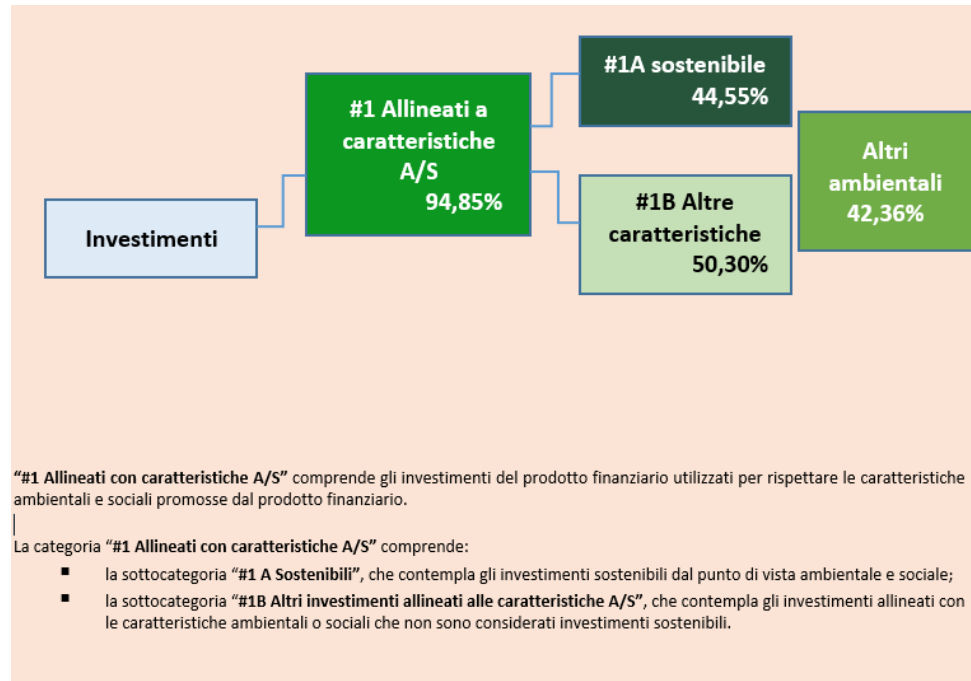 #1A sostenibile
44,55%
#1 Allineati a
caratteristiche
A/S
94,85%
Altri
ambientali
42,36%
#1B Altre
caratteristiche
50,30%
Investimenti
“#1 Allineati con caratteristiche A/S” comprende gli investimenti del prodotto finanziario utilizzati per rispettare le caratteristiche
ambientali e sociali promosse dal prodotto finanziario.
La categoria “#1 Allineati con caratteristiche A/S” comprende:
▪ la sottocategoria “#1 A Sostenibili”, che contempla gli investimenti sostenibili dal punto di vista ambientale e sociale;
▪ la sottocategoria “#1B Altri investimenti allineati alle caratteristiche A/S”, che contempla gli investimenti allineati con
le caratteristiche ambientali o sociali che non sono considerati investimenti sostenibili.